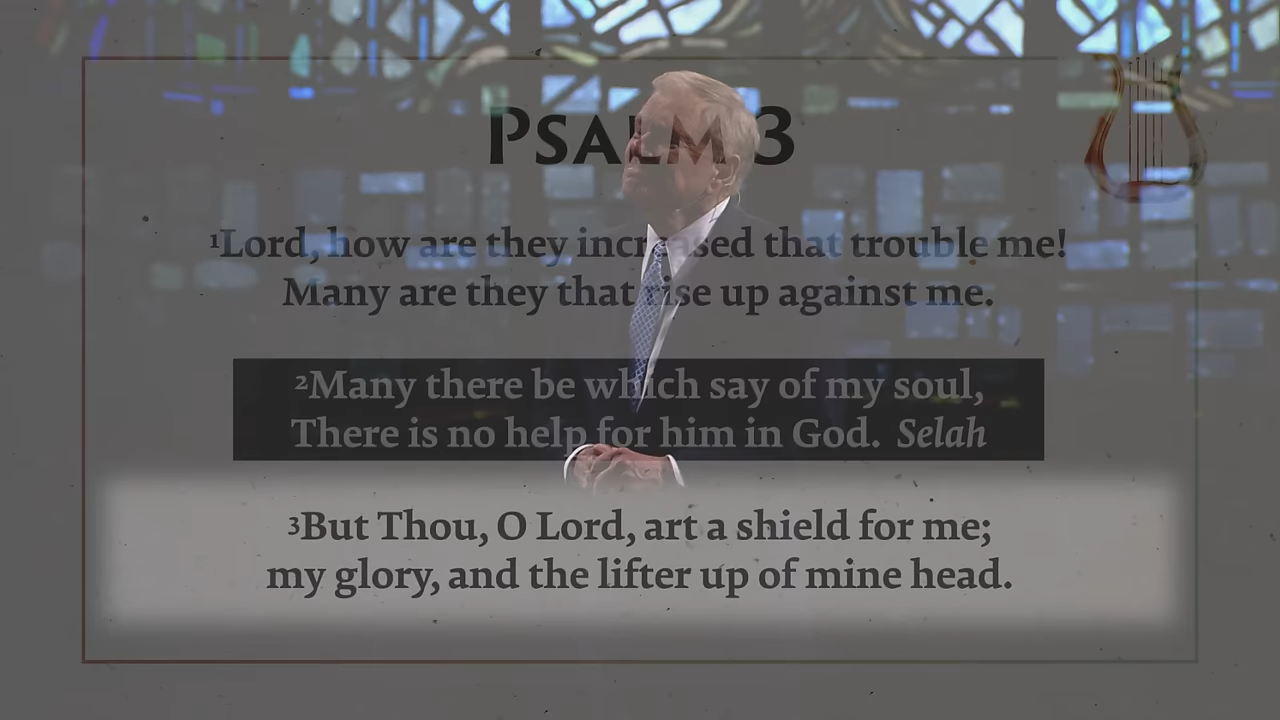 Psalm 3
¹Lord, how are they increased that trouble me!
Many are they that rise up against me.
²Many there be which say of my soul,
There is no help for him in God. Selah
³But Thou, O Lord, art a shield for me;
my glory, and the lifter up of mine head.